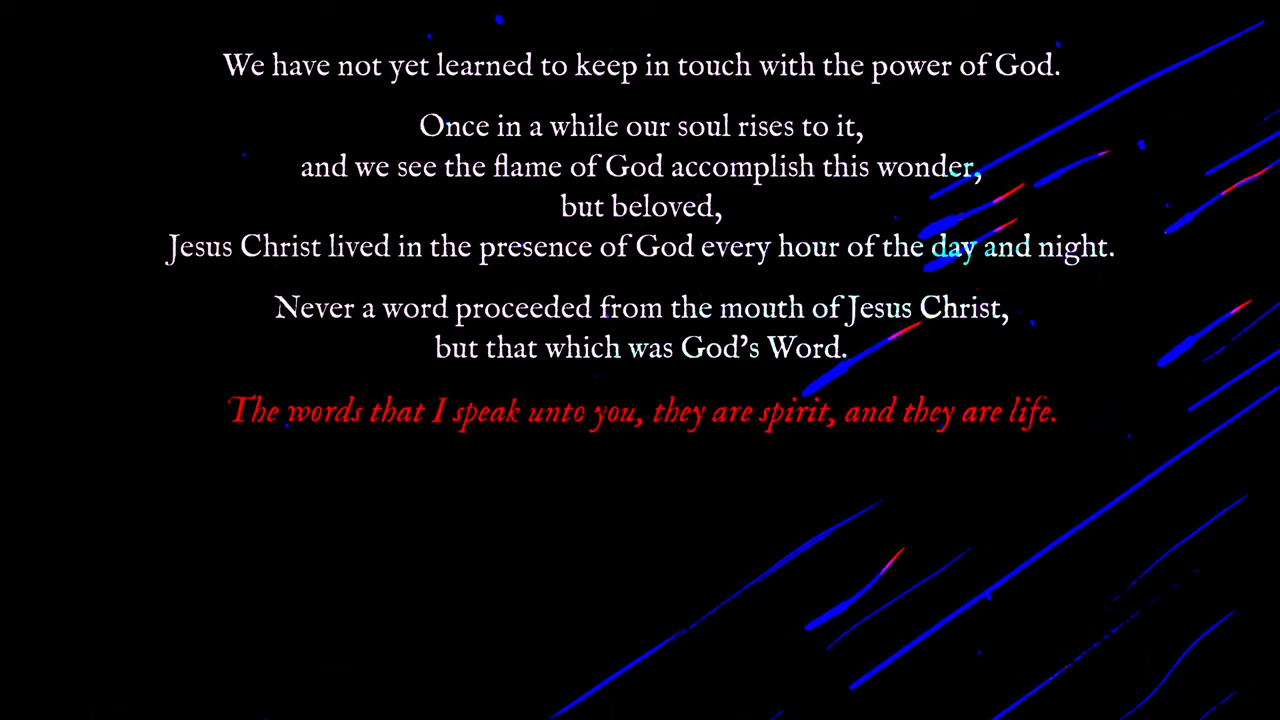 We have not yet learned to keep in touch with the power of God.
Once in a while our soul rises to it,
and we see the flame of God accomplish this wonder,
but beloved,
Jesus Christ lived in the presence of God every hour of the day and night.
Never a word proceeded from the mouth of Jesus Christ,
but that which was God's Word.
The words that I speak unto you, they are spirit, and they are life.